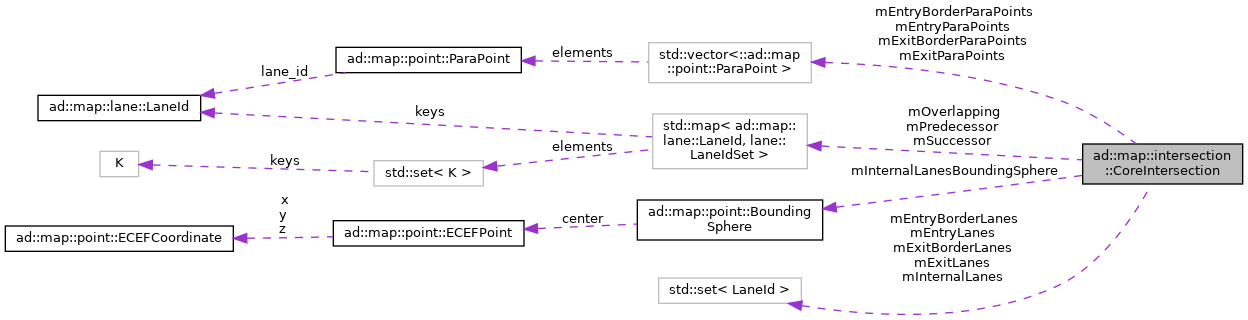 mEntryBorderParaPoints
mEntryParaPoints
mExitBorderParaPoints
mExitParaPoints
std::vector<::ad::map
::point::ParaPoint >
elements
ad::map::point::ParaPoint
lane_id
ad::map::lane::LaneId
keys
mOverlapping
mPredecessor
mSuccessor
std::map< ad::map::
lane::LaneId, lane::
LaneIdSet >
elements
K
keys
std::set< K >
ad::map::intersection
::CoreIntersection
mInternalLanesBoundingSphere
x
y
z
ad::map::point::ECEFCoordinate
ad::map::point::ECEFPoint
center
ad::map::point::Bounding
Sphere
mEntryBorderLanes
mEntryLanes
mExitBorderLanes
mExitLanes
mInternalLanes
std::set< LaneId >